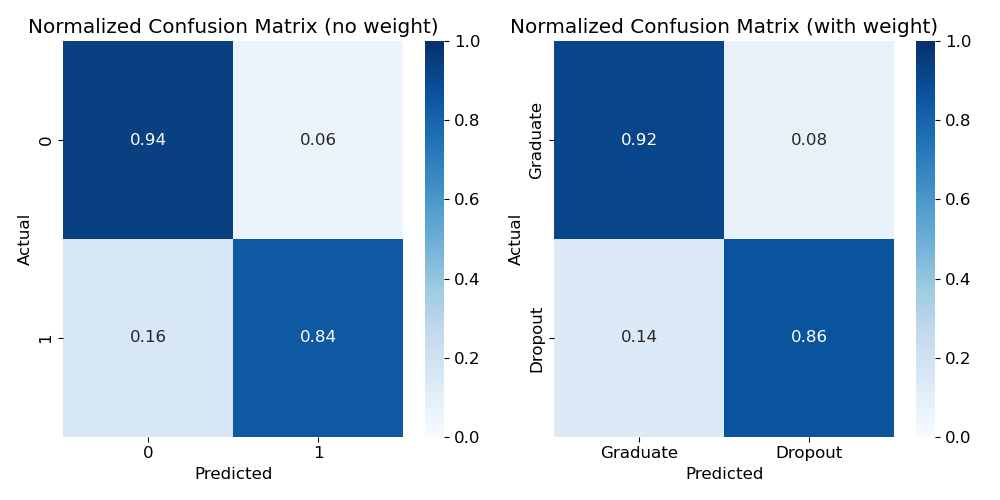 Normalized Confusion Matrix (no weight)
Actual
0
1
0.94
0.06
0.16
0.84
0
1
Predicted
1.0
0.8
0.6
0.4
0.2
0.0
Normalized Confusion Matrix (with weight)
Actual
Graduate
Dropout
0.92
0.08
0.14
0.86
Graduate
Dropout
Predicted
1.0
0.8
0.6
0.4
0.2
0.0